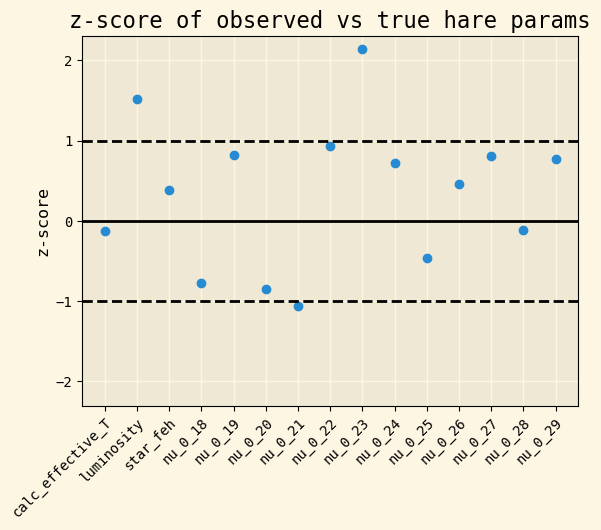 z-score of observed vs true hare params
z-score
2
1
0
−1
−2
calc_effective_T
luminosity
star_feh
nu_0_18
nu_0_19
nu_0_20
nu_0_21
nu_0_22
nu_0_23
nu_0_24
nu_0_25
nu_0_26
nu_0_27
nu_0_28
nu_0_29